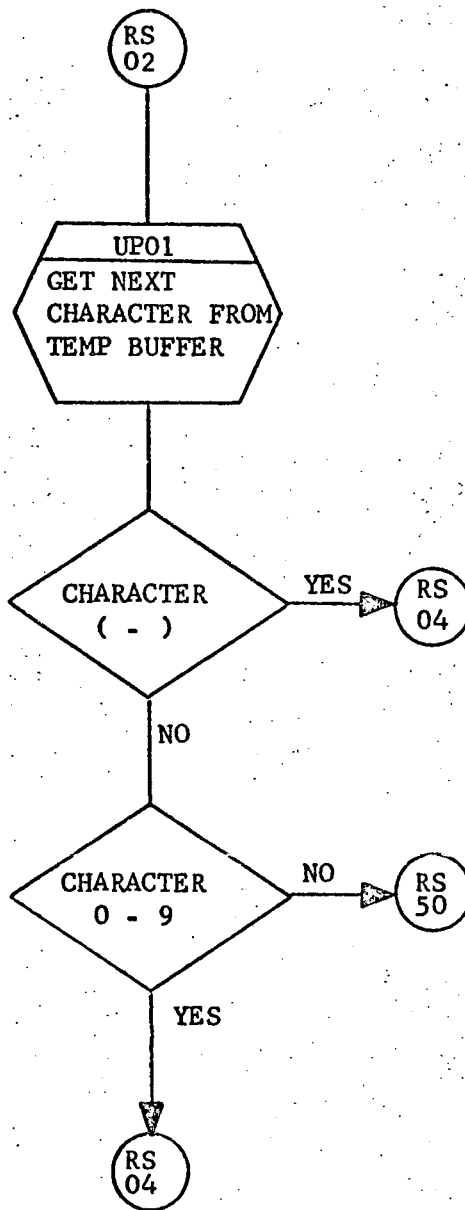 RS
02
UP01
GET NEXT
CHARACTER FROM
TEMP BUFFER
CHARACTER
( - )
YES
RS
04
NO
CHARACTER
0 - 9
NO
RS
50
YES
RS
04